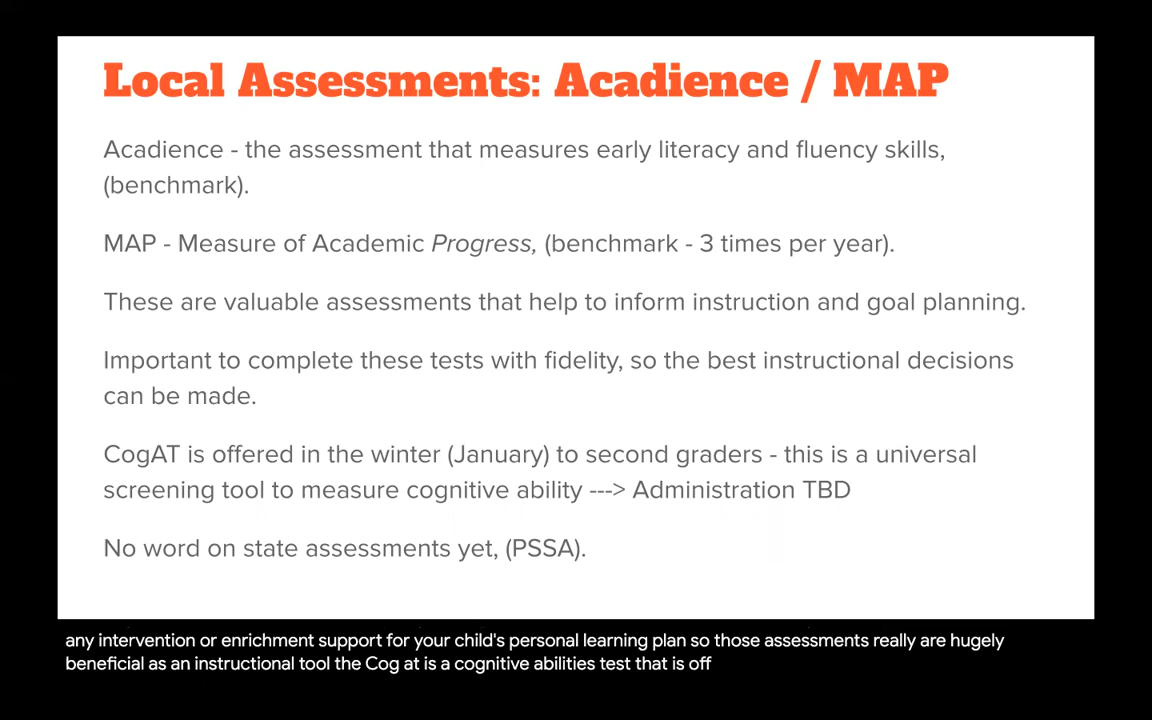 Local Assessments: Acadience / MAP
Acadience - the assessment that measures early literacy and fluency skills,
(benchmark).
MAP - Measure of Academic Progress, (benchmark - 3 times per year).
These are valuable assessments that help to inform instruction and goal planning.
Important to complete these tests with fidelity, so the best instructional decisions
can be made.
CogAT is offered in the winter (January) to second graders - this is a universal
screening tool to measure cognitive ability ---> Administration TBD
No word on state assessments yet, (PSSA).
any intervention or enrichment support for your child's personal learning plan so those assessments really are hugely
beneficial as an instructional tool the Cog at is a cognitive abilities test that is off